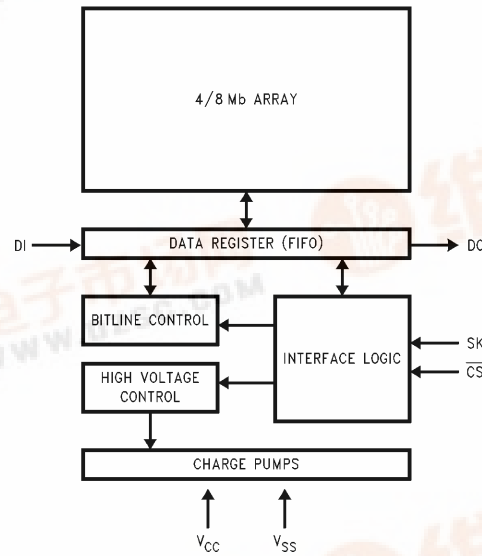 4/8 Mb ARRAY
DI
DATA REGISTER (FIFO)
DO
BITLINE CONTROL
INTERFACE LOGIC
SK
CS
HIGH VOLTAGE
CONTROL
CHARGE PUMPS
VCC
VSS